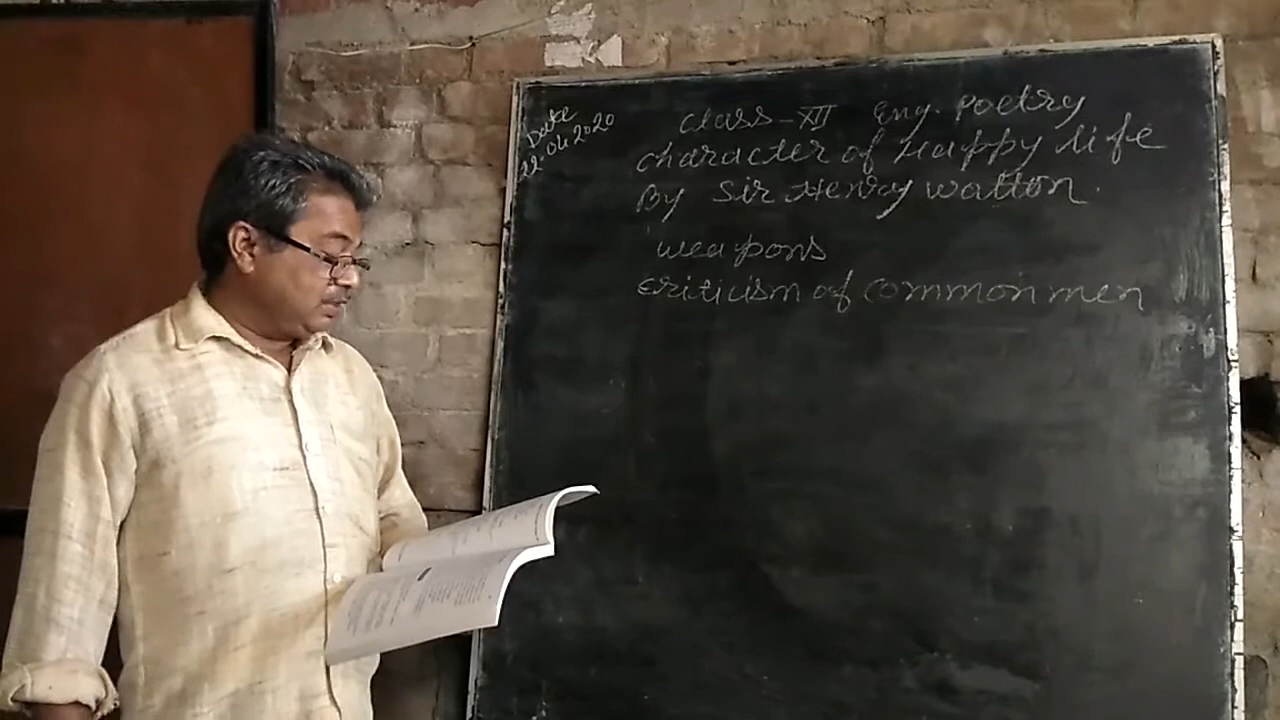 Date
22.04.2020
Class - XII Eng. Poetry
Character of Happy life
By Sir Henry Watton.
weapons
criticism of common men